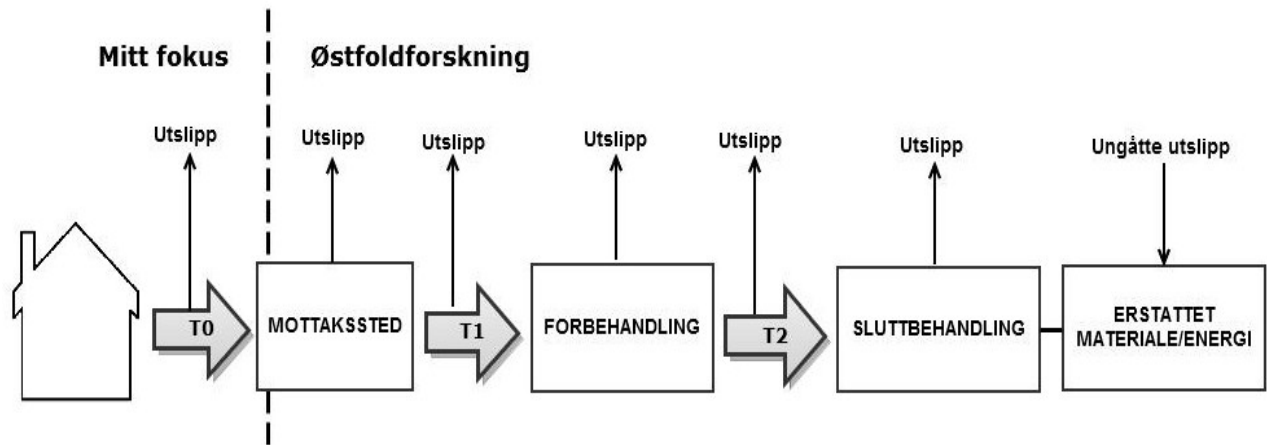 Mitt fokus
Østfoldforskning
Utslipp
Utslipp
Utslipp
Utslipp
Utslipp
Utslipp
Ungåtte utslipp
T0
MOTTAKSSTED
T1
FORBEHANDLING
T2
SLUTTBEHANDLING
ERSTATTET
MATERIALE/ENERGI